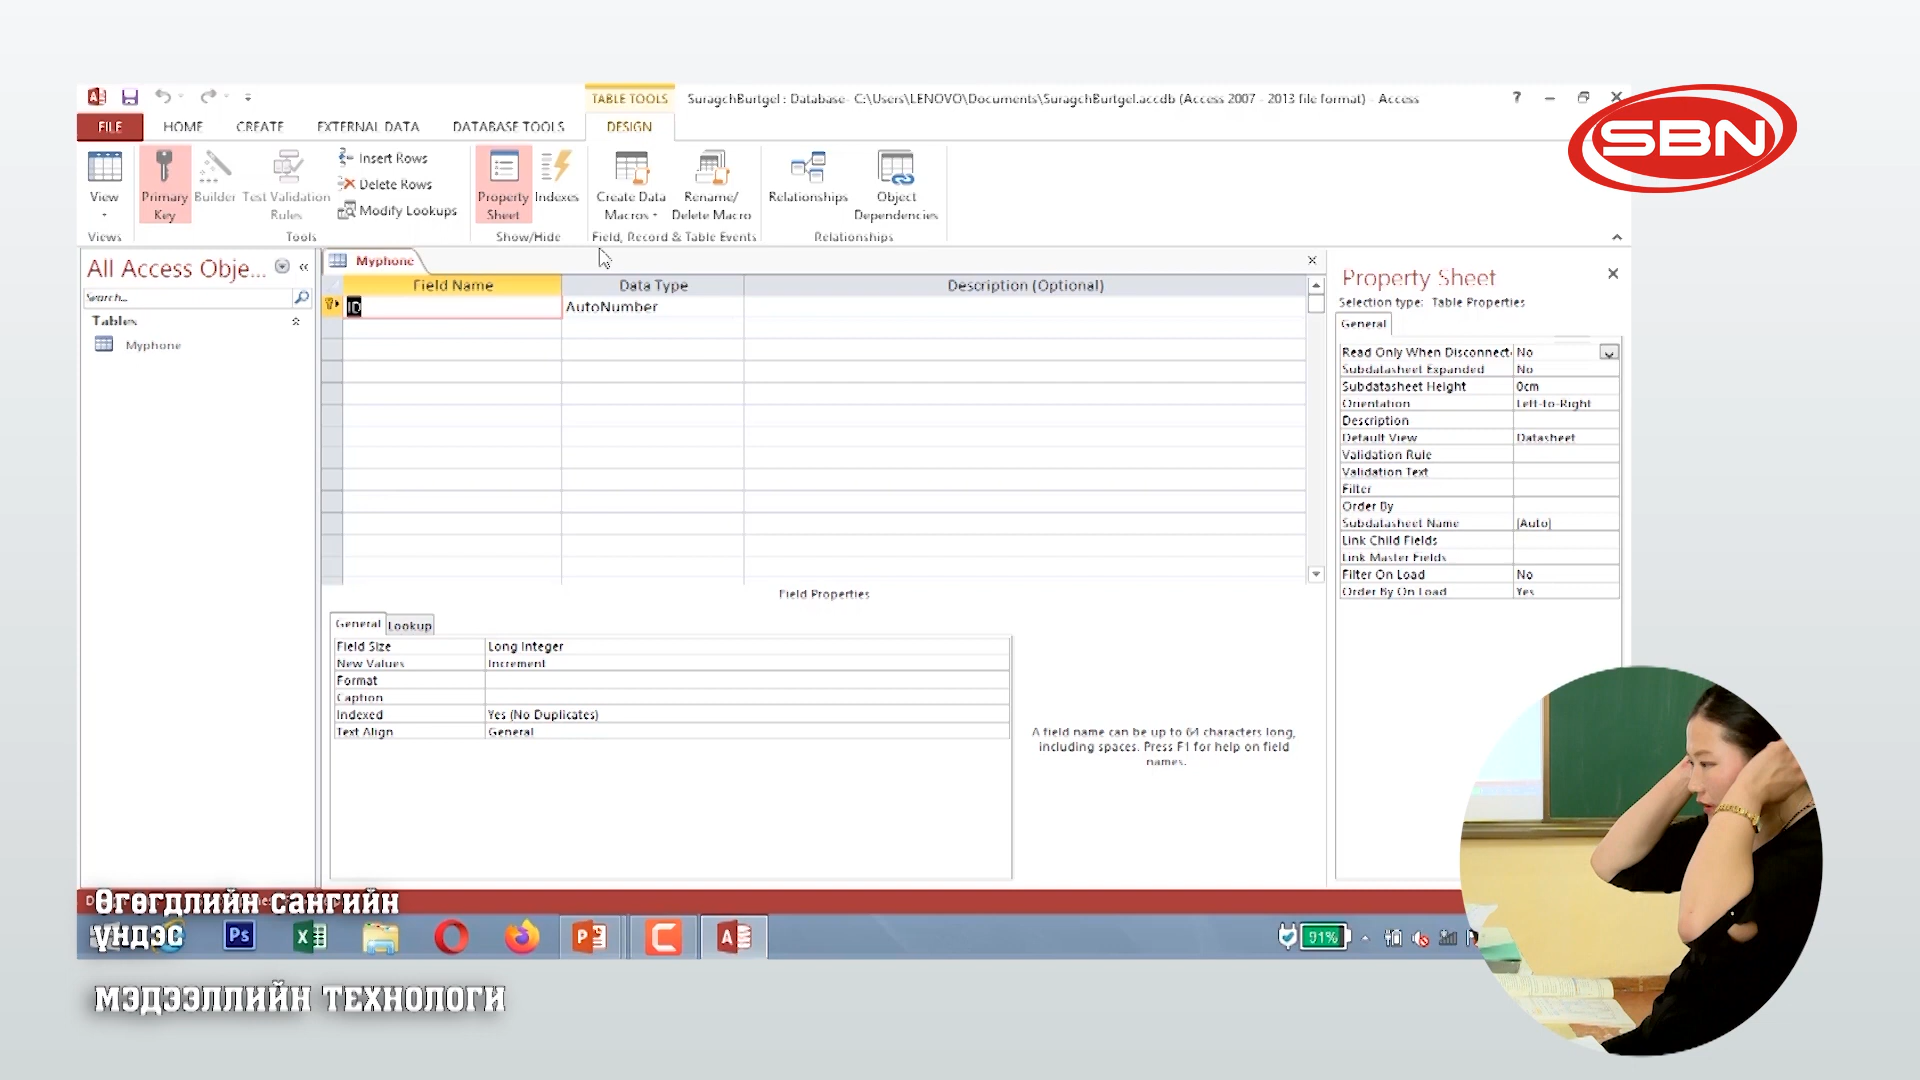 TABLE TOOLS
SuragchBurtgel : Database- C:\Users\LENOVO\Documents\SuragchBurtgel.accdb (Access 2007 - 2013 file format) - Access
FILE
HOME
CREATE
EXTERNAL DATA
DATABASE TOOLS
DESIGN
SBN
View
Primary Key
Builder
Test Validation Rules
Insert Rows
Delete Rows
Modify Lookups
Property Sheet
Indexes
Create Data Macros
Rename/ Delete Macro
Relationships
Object Dependencies
Views
Tools
Show/Hide
Field, Record & Table Events
Relationships
All Access Obje...
Search...
Tables
Myphone
Myphone
Field Name
Data Type
Description (Optional)
ID
AutoNumber
Field Properties
General
Lookup
Field Size
Long Integer
New Values
Increment
Format
Caption
Indexed
Yes (No Duplicates)
Text Align
General
A field name can be up to 64 characters long,
including spaces. Press F1 for help on field
names.
Property Sheet
Selection type: Table Properties
General
Read Only When Disconnect
No
Subdatasheet Expanded
No
Subdatasheet Height
0cm
Orientation
Left-to-Right
Description
Default View
Datasheet
Validation Rule
Validation Text
Filter
Order By
Subdatasheet Name
[Auto]
Link Child Fields
Link Master Fields
Filter On Load
No
Order By On Load
Yes
Өгөгдлийн сангийн
үндэс
Ps
91%
МЭДЭЭЛЛИЙН ТЕХНОЛОГИ